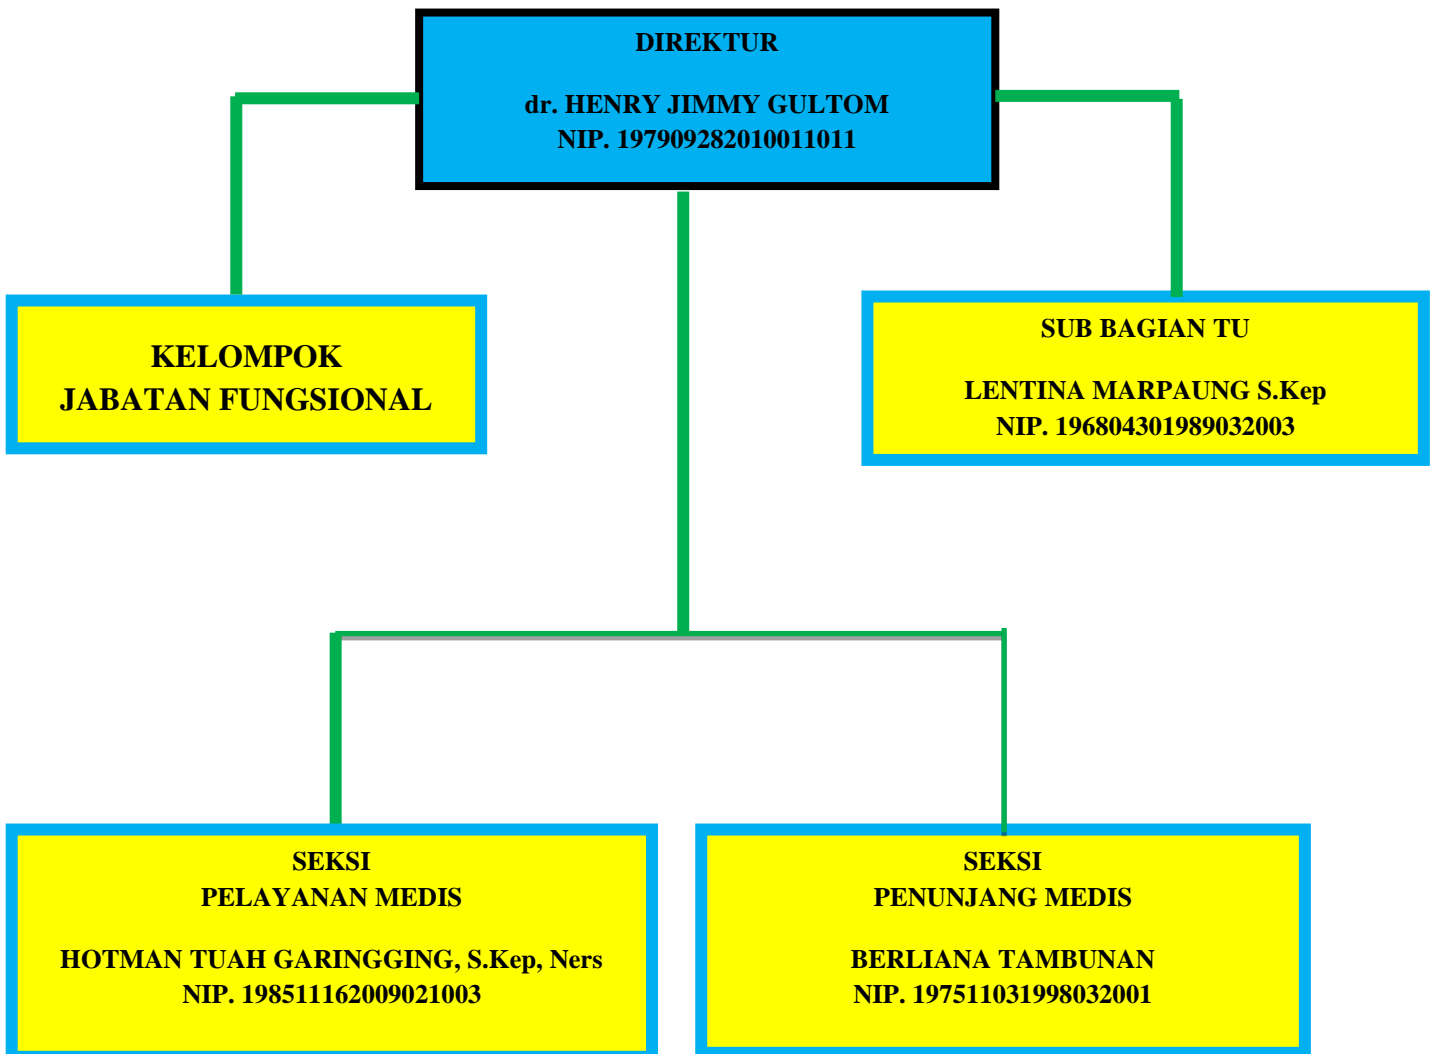 DIREKTUR
dr. HENRY JIMMY GULTOM
NIP. 197909282010011011
KELOMPOK
JABATAN FUNGSIONAL
SUB BAGIAN TU
LENTINA MARPAUNG S.Kep
NIP. 196804301989032003
SEKSI
PELAYANAN MEDIS
HOTMAN TUAH GARINGGING, S.Kep, Ners
NIP. 198511162009021003
SEKSI
PENUNJANG MEDIS
BERLIANA TAMBUNAN
NIP. 197511031998032001